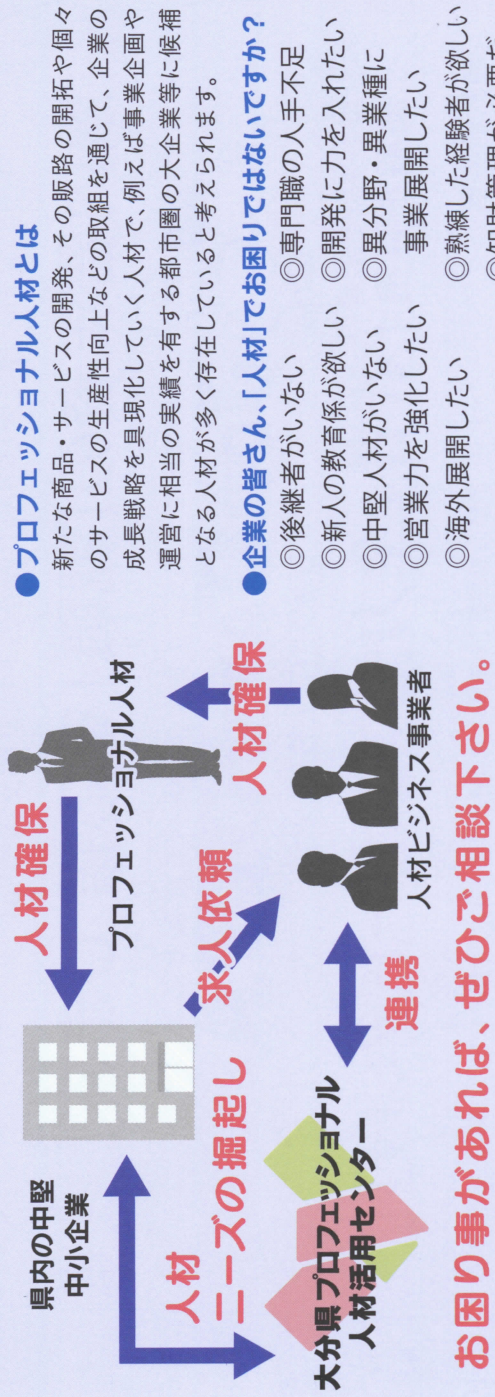 ●プロフェッショナル人材とは
新たな商品・サービスの開発、その販路の開拓や個々
のサービスの生産性向上などの取組を通じて、企業の
成長戦略を具現化していく人材で、例えば事業企画や
運営に相当の実績を有する都市圏の大企業等に候補
となる人材が多く存在していると考えられます。
●企業の皆さん、「人材」でお困りではないですか?
◎後継者がいない
◎新人の教育係が欲しい
◎中堅人材がいない
◎営業力を強化したい
◎海外展開したい
◎専門職の人手不足
◎開発に力を入れたい
◎異分野・異業種に
事業展開したい
◎熟練した経験者が欲しい
県内の中堅
中小企業
人材確保
プロフェッショナル人材
人材確保
求人依頼
人材
ニーズの掘起し
大分県プロフェッショナル
人材活用センター
連携
人材ビジネス事業者
お困り事があれば、ぜひご相談下さい。